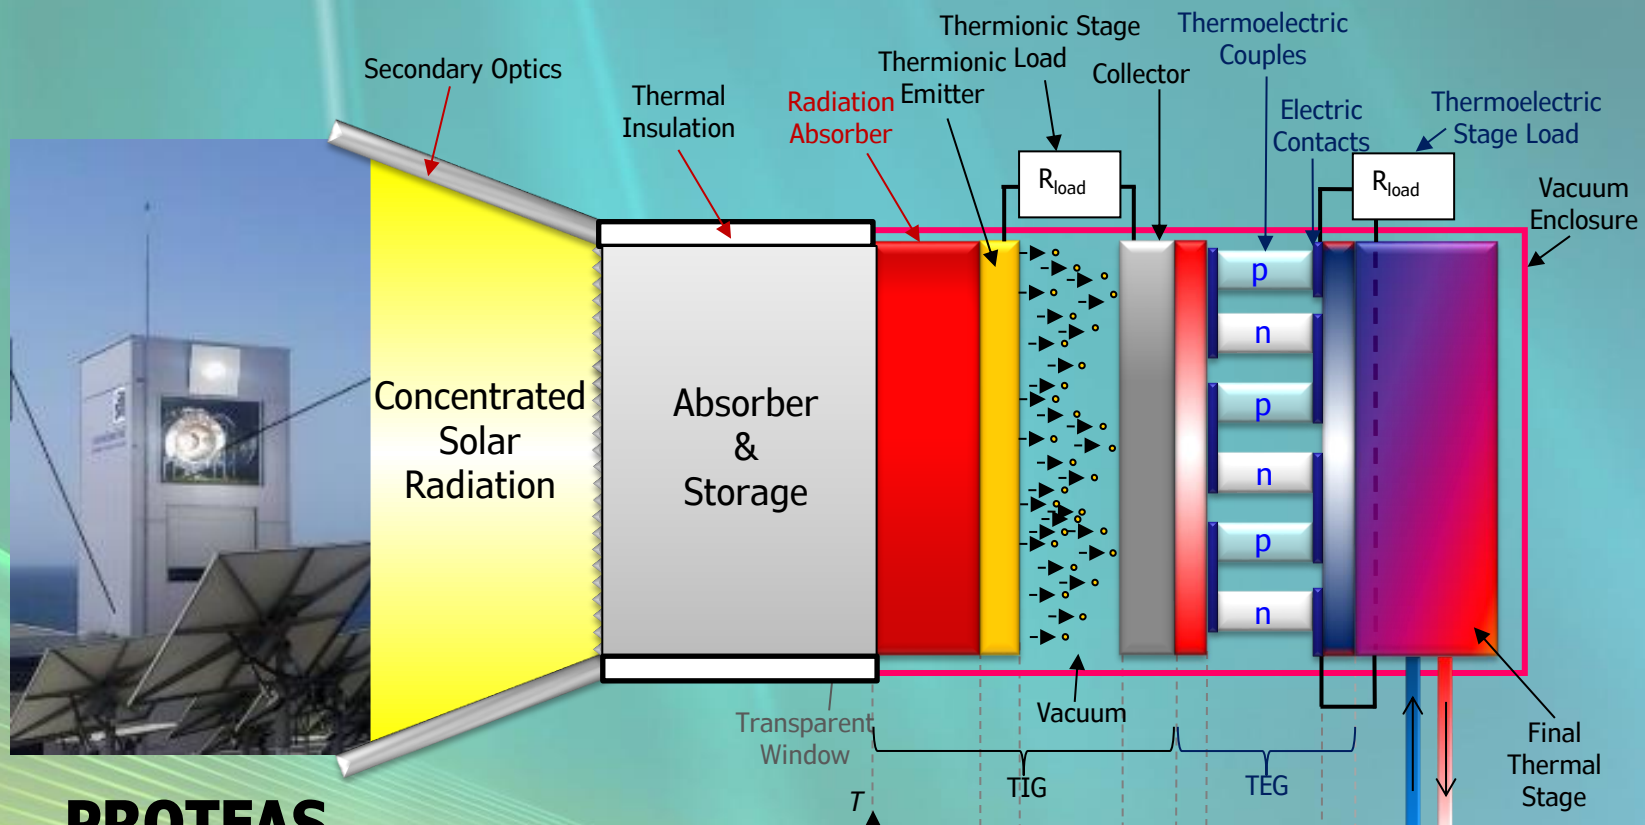 Thermionic Stage
Load
Thermoelectric
Couples
Secondary Optics
Thermionic
Emitter
Collector
Thermal
Insulation
Radiation
Absorber
Electric
Contacts
Thermoelectric
Stage Load
Rload
Rload
Vacuum
Enclosure
p
n
p
n
p
n
Concentrated
Solar
Radiation
Absorber
&
Storage
Transparent
Window
Vacuum
TIG
TEG
Final
Thermal
Stage
T
PROTEAS